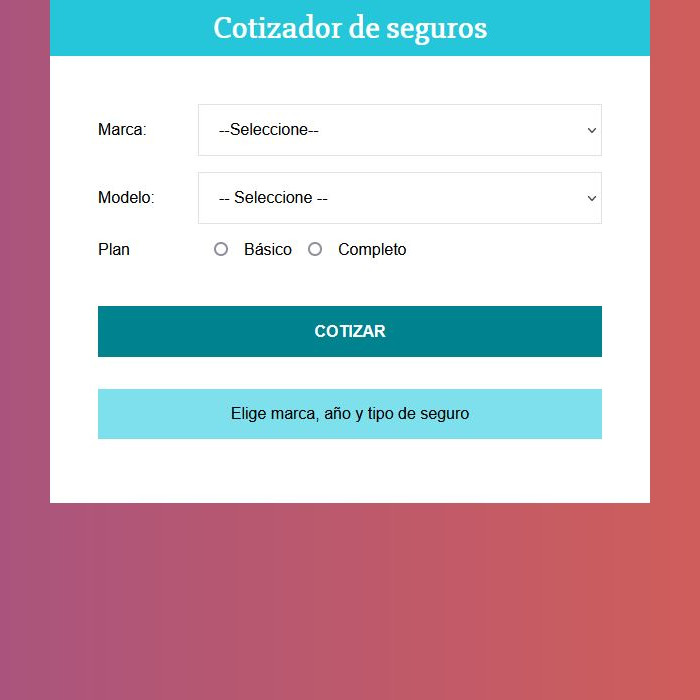 Cotizador de seguros
Marca: --Seleccione--
Modelo: -- Seleccione --
Plan Básico Completo
COTIZAR
Elige marca, año y tipo de seguro